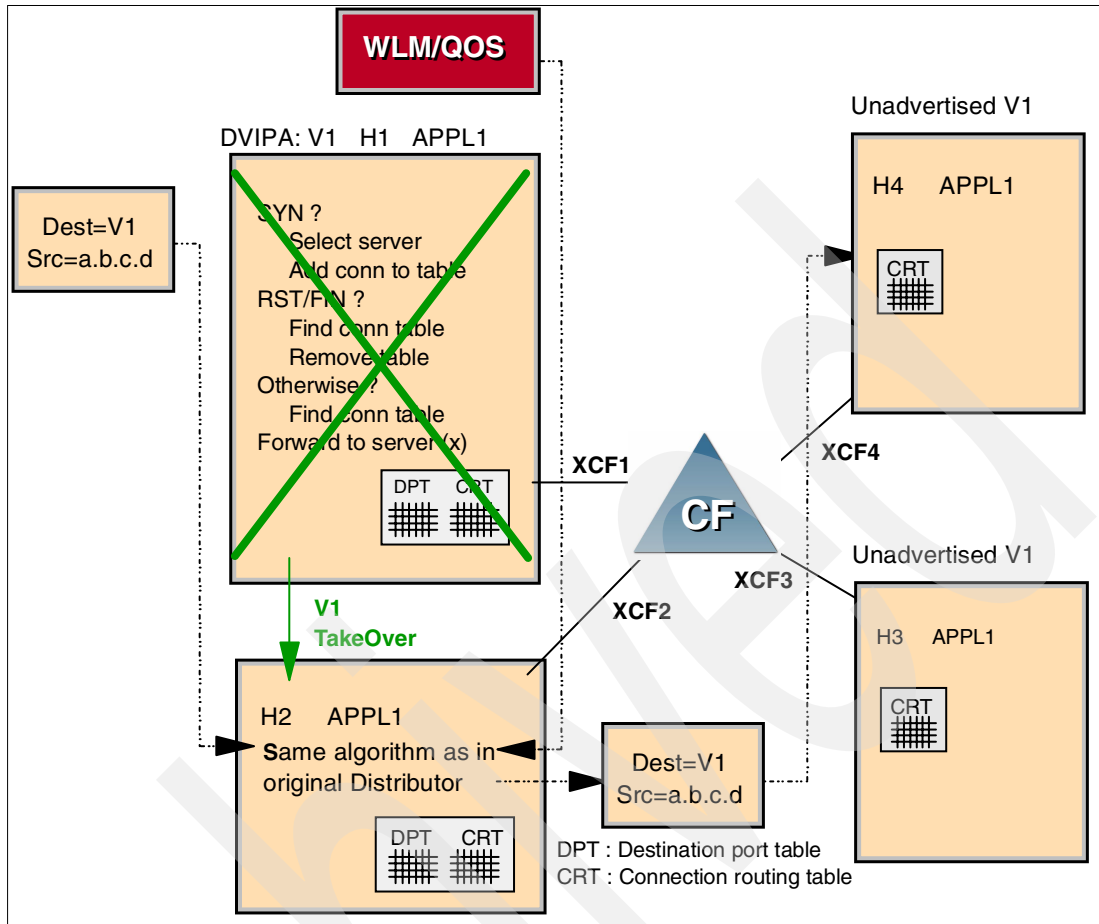 WLM/QOS
DVIPA: V1 H1 APPL1
SYN ?
Select server
Add conn to table
RST/FIN ?
Find conn table
Remove table
Otherwise ?
Find conn table
Forward to server (x)
DPT CRT
Dest=V1
Src=a.b.c.d
Unadvertised V1
H4 APPL1
CRT
XCF1
XCF4
CF
XCF3
XCF2
Unadvertised V1
H3 APPL1
CRT
V1
TakeOver
H2 APPL1
Same algorithm as in
original Distributor
DPT CRT
Dest=V1
Src=a.b.c.d
DPT : Destination port table
CRT : Connection routing table